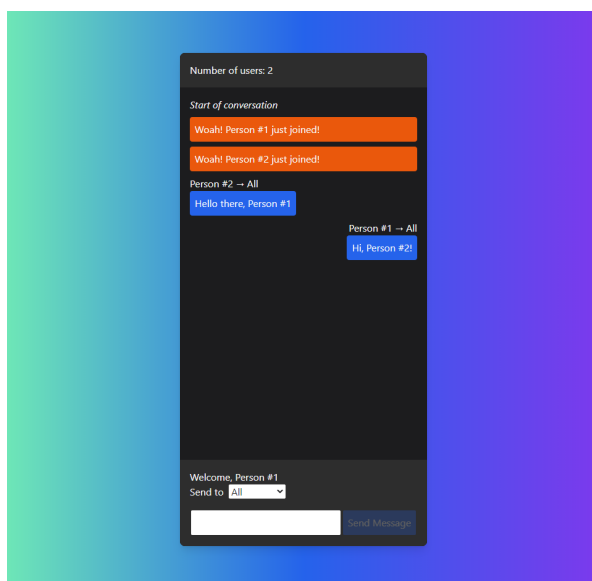 Number of users: 2
Start of conversation
Woah! Person #1 just joined!
Woah! Person #2 just joined!
Person #2 → All
Hello there, Person #1
Person #1 → All
Hi, Person #2!
Welcome, Person #1
Send to All
Send Message